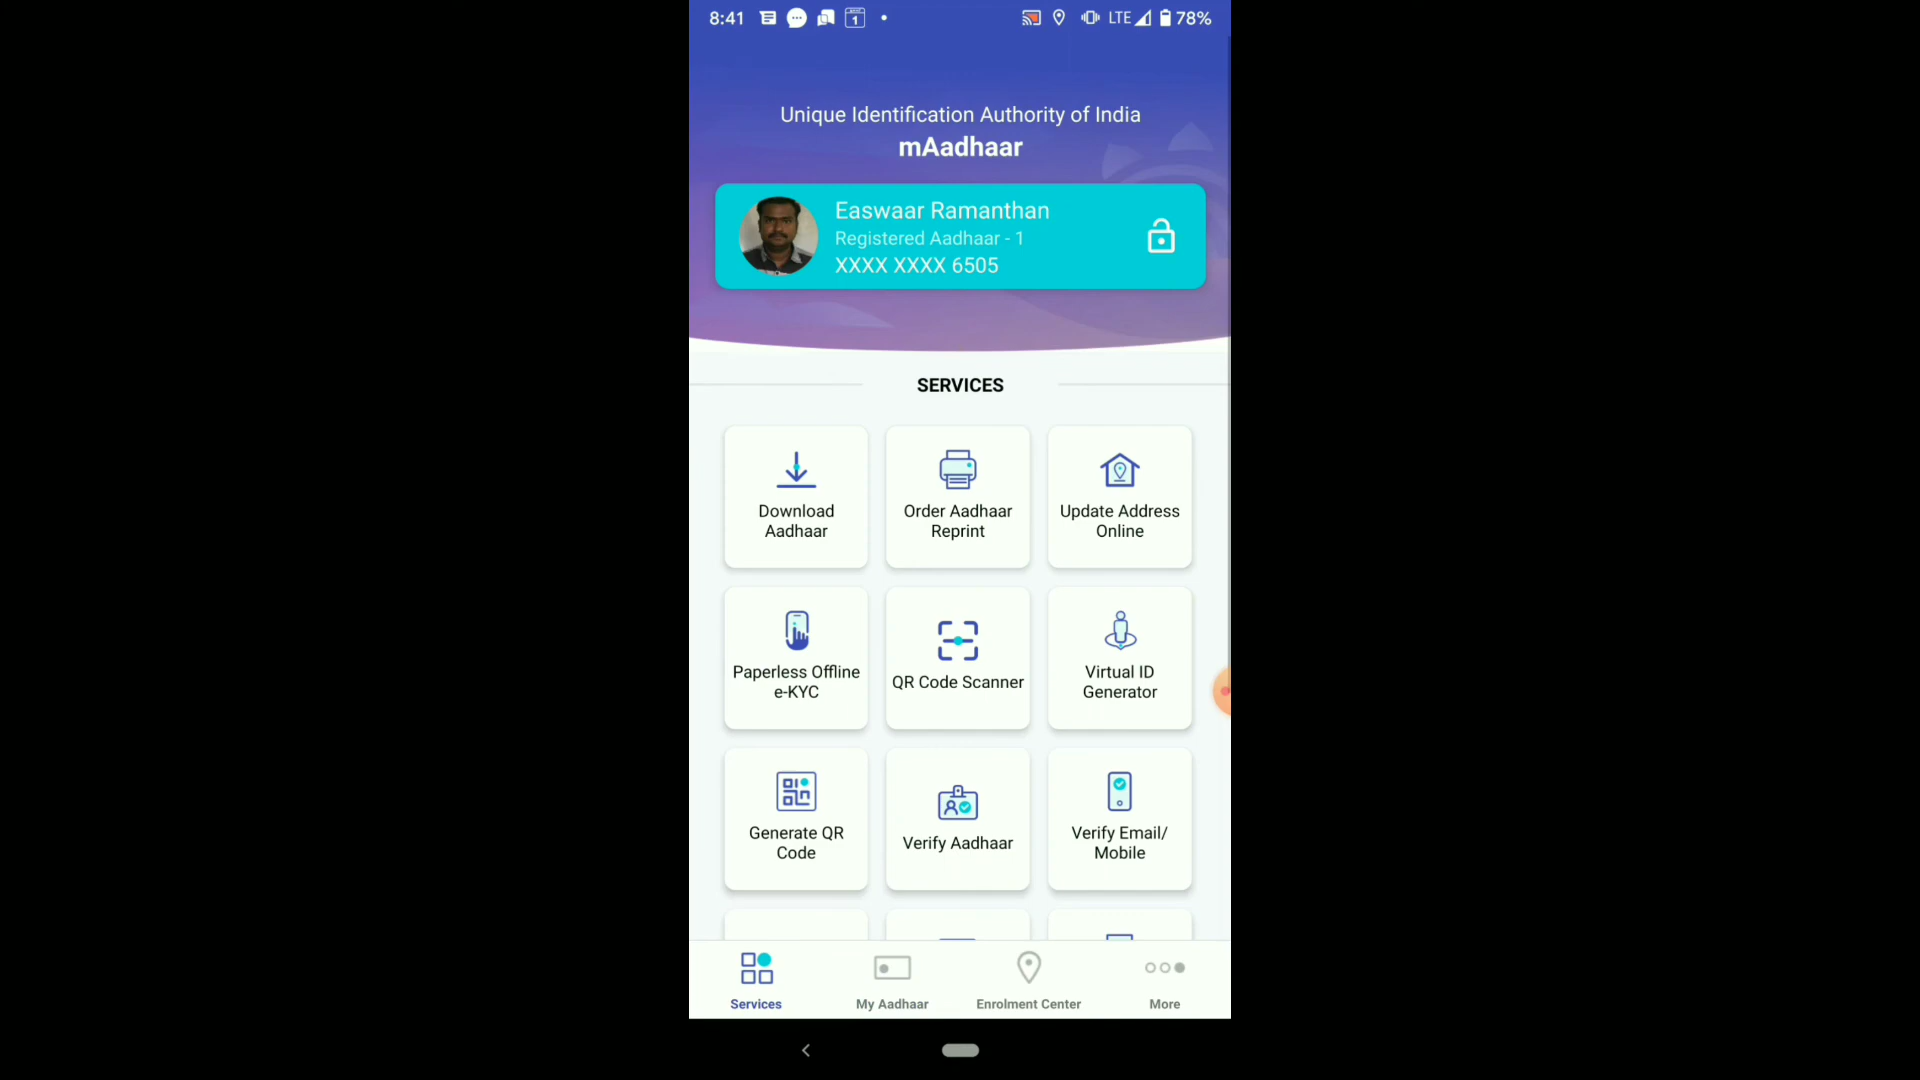 8:41
1
LTE
78%
Unique Identification Authority of India
mAadhaar
Easwaar Ramanthan
Registered Aadhaar - 1
XXXX XXXX 6505
SERVICES
Download
Aadhaar
Order Aadhaar
Reprint
Update Address
Online
Paperless Offline
e-KYC
QR Code Scanner
Virtual ID
Generator
Generate QR
Code
Verify Aadhaar
Verify Email/
Mobile
Services
My Aadhaar
Enrolment Center
More